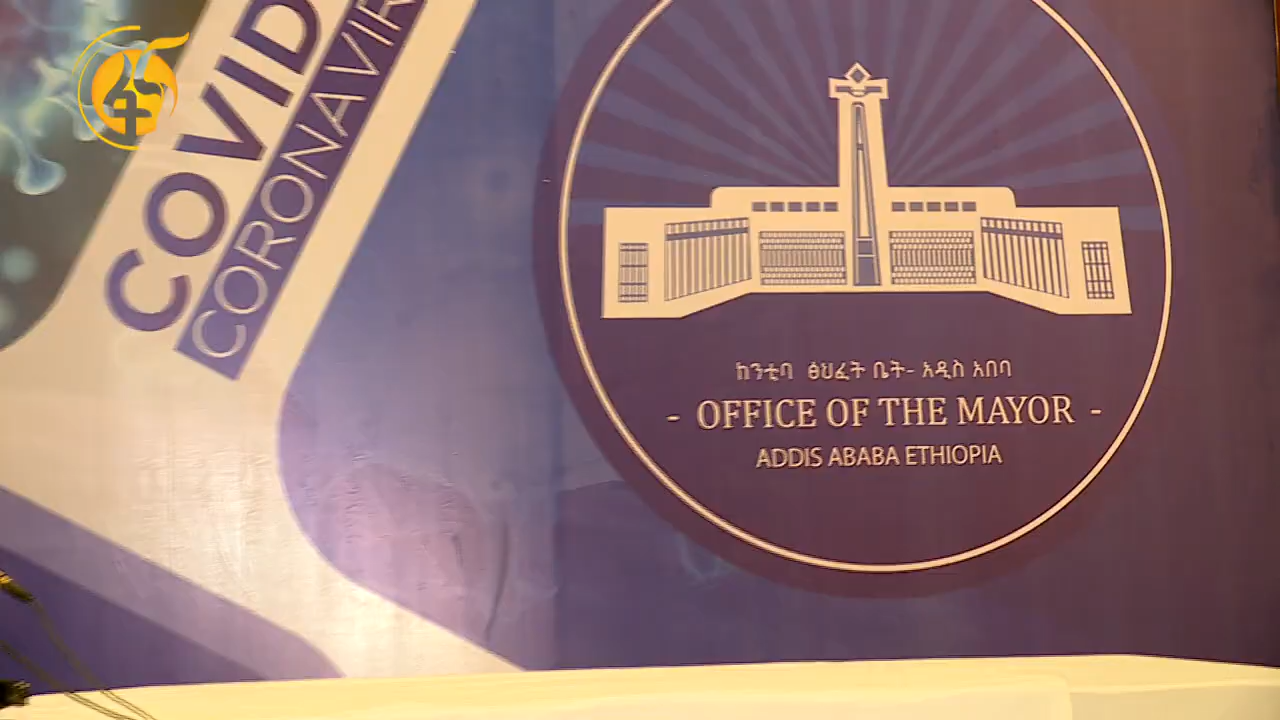 COVID
CORONAVIR
ከንቲባ ፅህፈት ቤት- አዲስ አበባ
- OFFICE OF THE MAYOR -
ADDIS ABABA ETHIOPIA